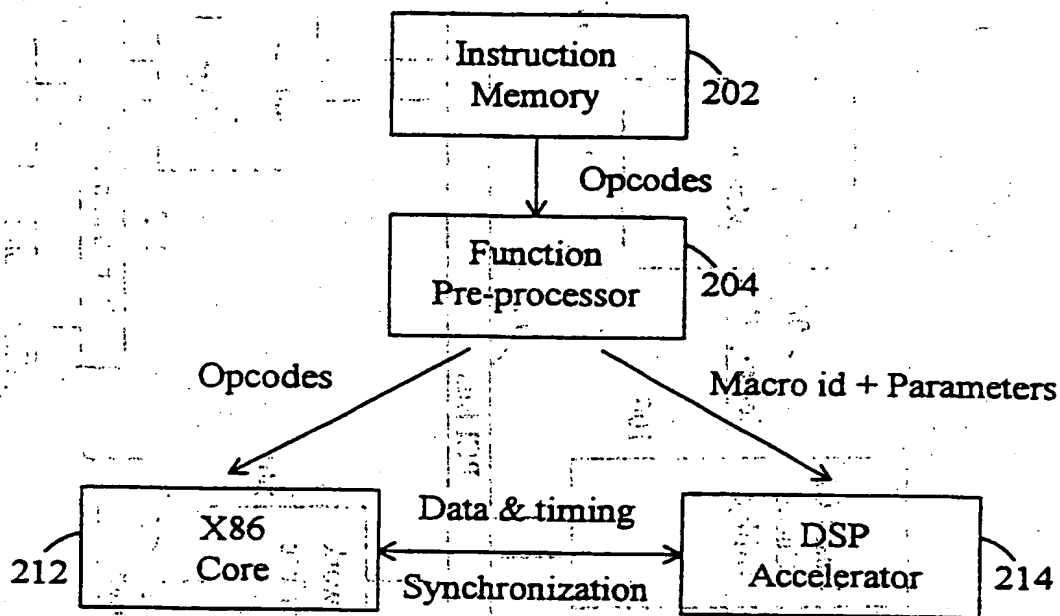 Instruction
Memory
202
Opcodes
Function
Pre-processor
204
Opcodes
Macro id + Parameters
X86
Core
212
Data & timing
Synchronization
DSP
Accelerator
214